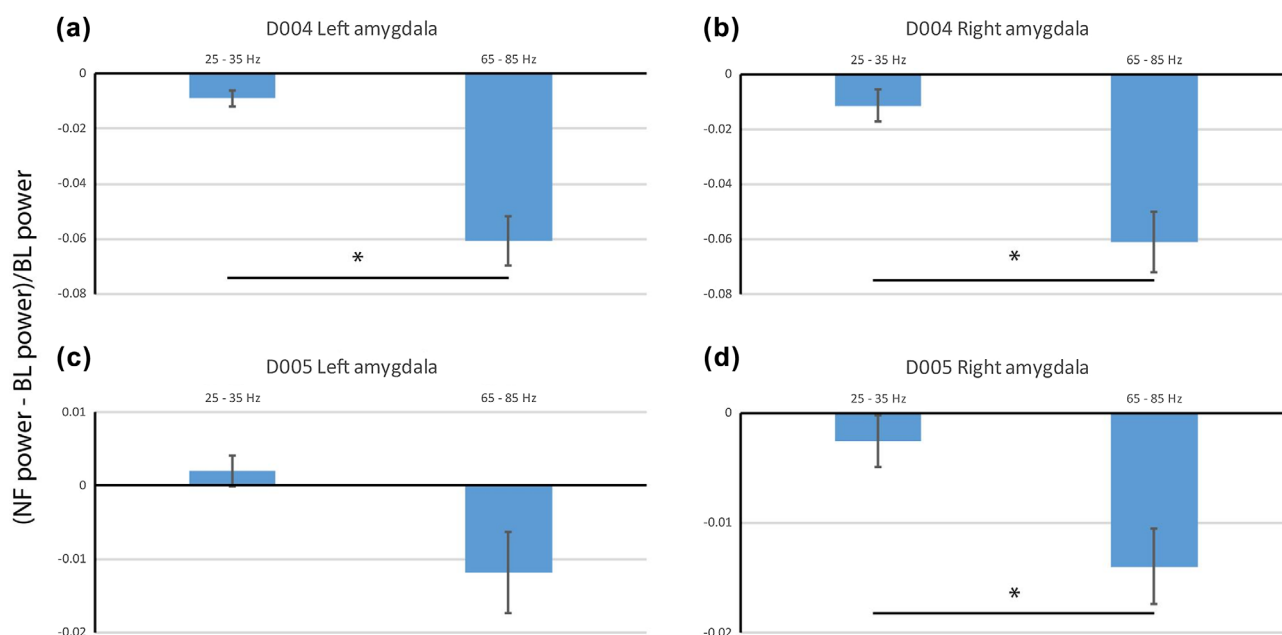 (NF power - BL power)/BL power
(a)
D004 Left amygdala
25 - 35 Hz
65 - 85 Hz
0
-0.02
-0.04
-0.06
-0.08
*
(b)
D004 Right amygdala
25 - 35 Hz
65 - 85 Hz
0
-0.02
-0.04
-0.06
-0.08
*
(c)
D005 Left amygdala
25 - 35 Hz
65 - 85 Hz
0.01
0
-0.01
-0.02
(d)
D005 Right amygdala
25 - 35 Hz
65 - 85 Hz
0
-0.01
-0.02
*